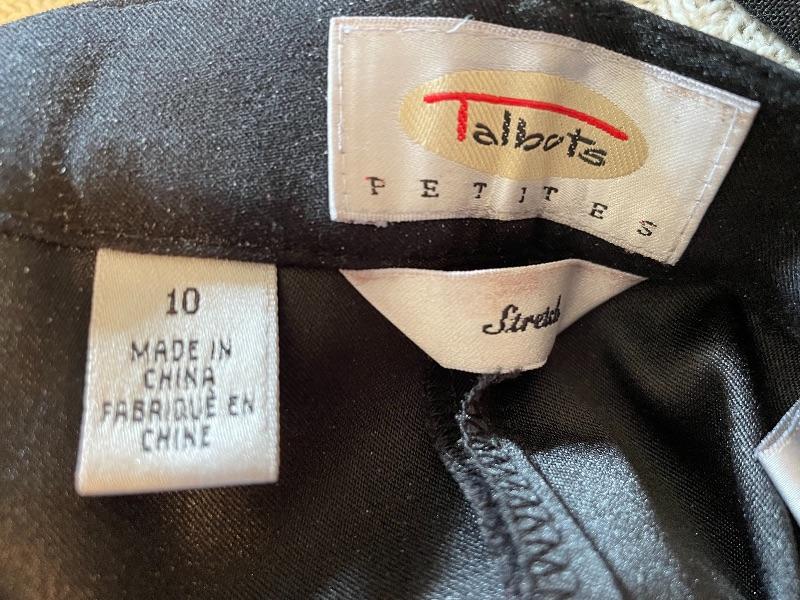 Talbots
PETITES
Stretch
10
MADE IN
CHINA
FABRIQUÉ EN
CHINE